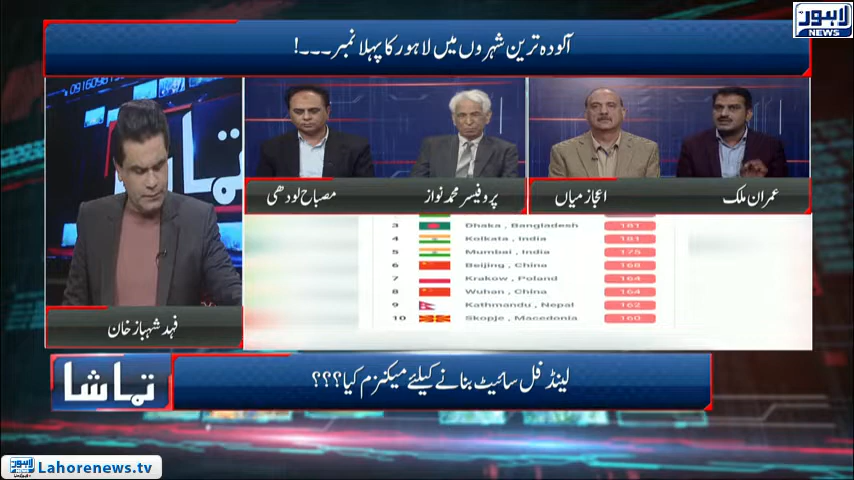 لاہور
NEWS
آلودہ ترین شہروں میں لاہور کا پہلا نمبر ۔۔۔!
0916098
تماشا
مصباح لودھی
پروفیسر محمد نواز
اعجاز میاں
عمران ملک
فہد شہباز خان
3 Dhaka, Bangladesh 181
4 Kolkata, India 181
5 Mumbai, India 175
6 Beijing, China 168
7 Krakow, Poland 164
8 Wuhan, China 164
9 Kathmandu, Nepal 162
10 Skopje, Macedonia 160
تماشا
لینڈ فل سائیٹ بنانے کیلئے میکنزم کیا؟؟؟
لاہور
Lahorenews.tv